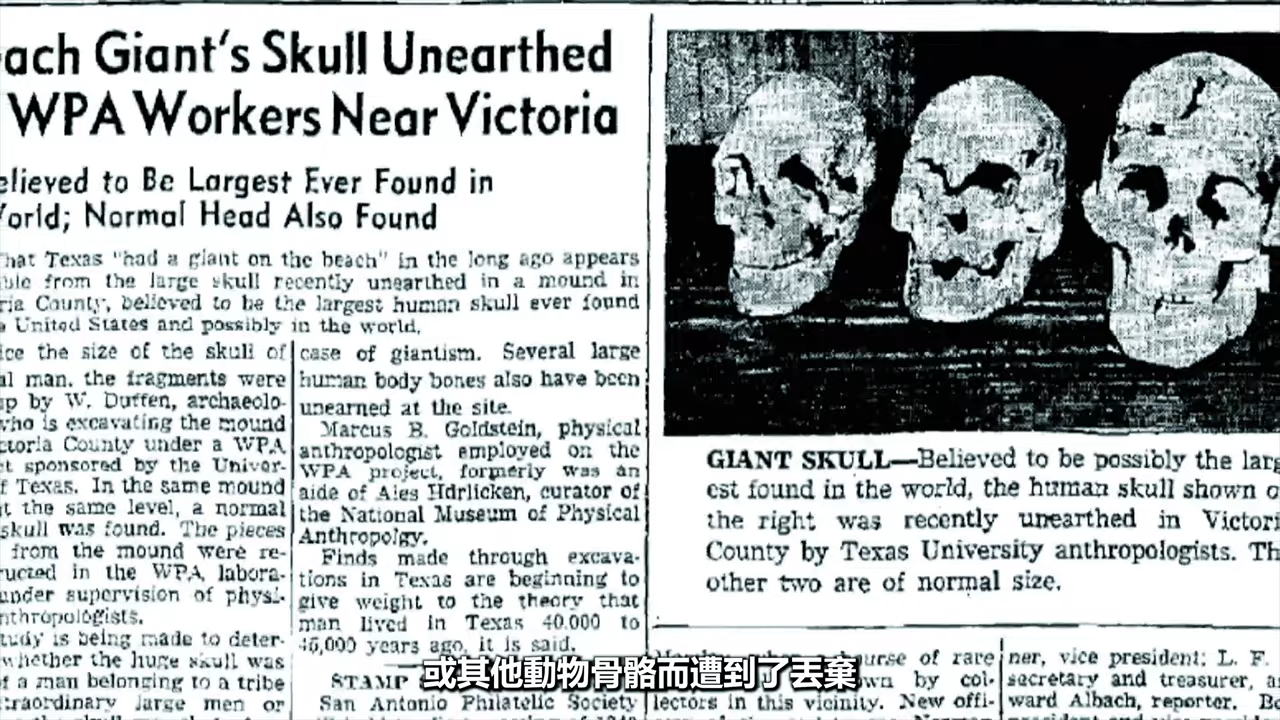 ach Giant's Skull Unearthed
WPA Workers Near Victoria
elieved to Be Largest Ever Found in
orld; Normal Head Also Found
hat Texas "had a giant on the beach" in the long ago appears
ble from the large skull recently unearthed in a mound in
ria County, believed to be the largest human skull ever found
United States and possibly in the world.
ice the size of the skull of
al man, the fragments were
up by W. Duffen, archaeolo-
who is excavating the mound
ctoria County under a WPA
ct sponsored by the Univer-
f Texas. In the same mound
at the same level, a normal
skull was found. The pieces
from the mound were re-
ructed in the WPA labora-
under supervision of physi-
nthropologists.
tudy is being made to deter-
whether the huge skull was
f a man belonging to a tribe
traordinary large men or
case of giantism. Several large
human body bones also have been
unearned at the site.
Marcus B. Goldstein, physical
anthropologist employed on the
WPA project, formerly was an
aide of Ales Hdrlicken, curator of
the National Museum of Physical
Anthropolgy.
Finds made through excava-
tions in Texas are beginning to
give weight to the theory that
man lived in Texas 40,000 to
45,000 years ago, it is said.
STAMP
San Antonio Philatelic Society
GIANT SKULL—Believed to be possibly the larg
est found in the world, the human skull shown o
the right was recently unearthed in Victori
County by Texas University anthropologists. Th
other two are of normal size.
of rare
own by col-
lectors in this vicinity. New offi-
ner, vice president; L. F.
secretary and treasurer, a
ward Albach, reporter. Bo
或其他動物骨骼而遭到了丟棄